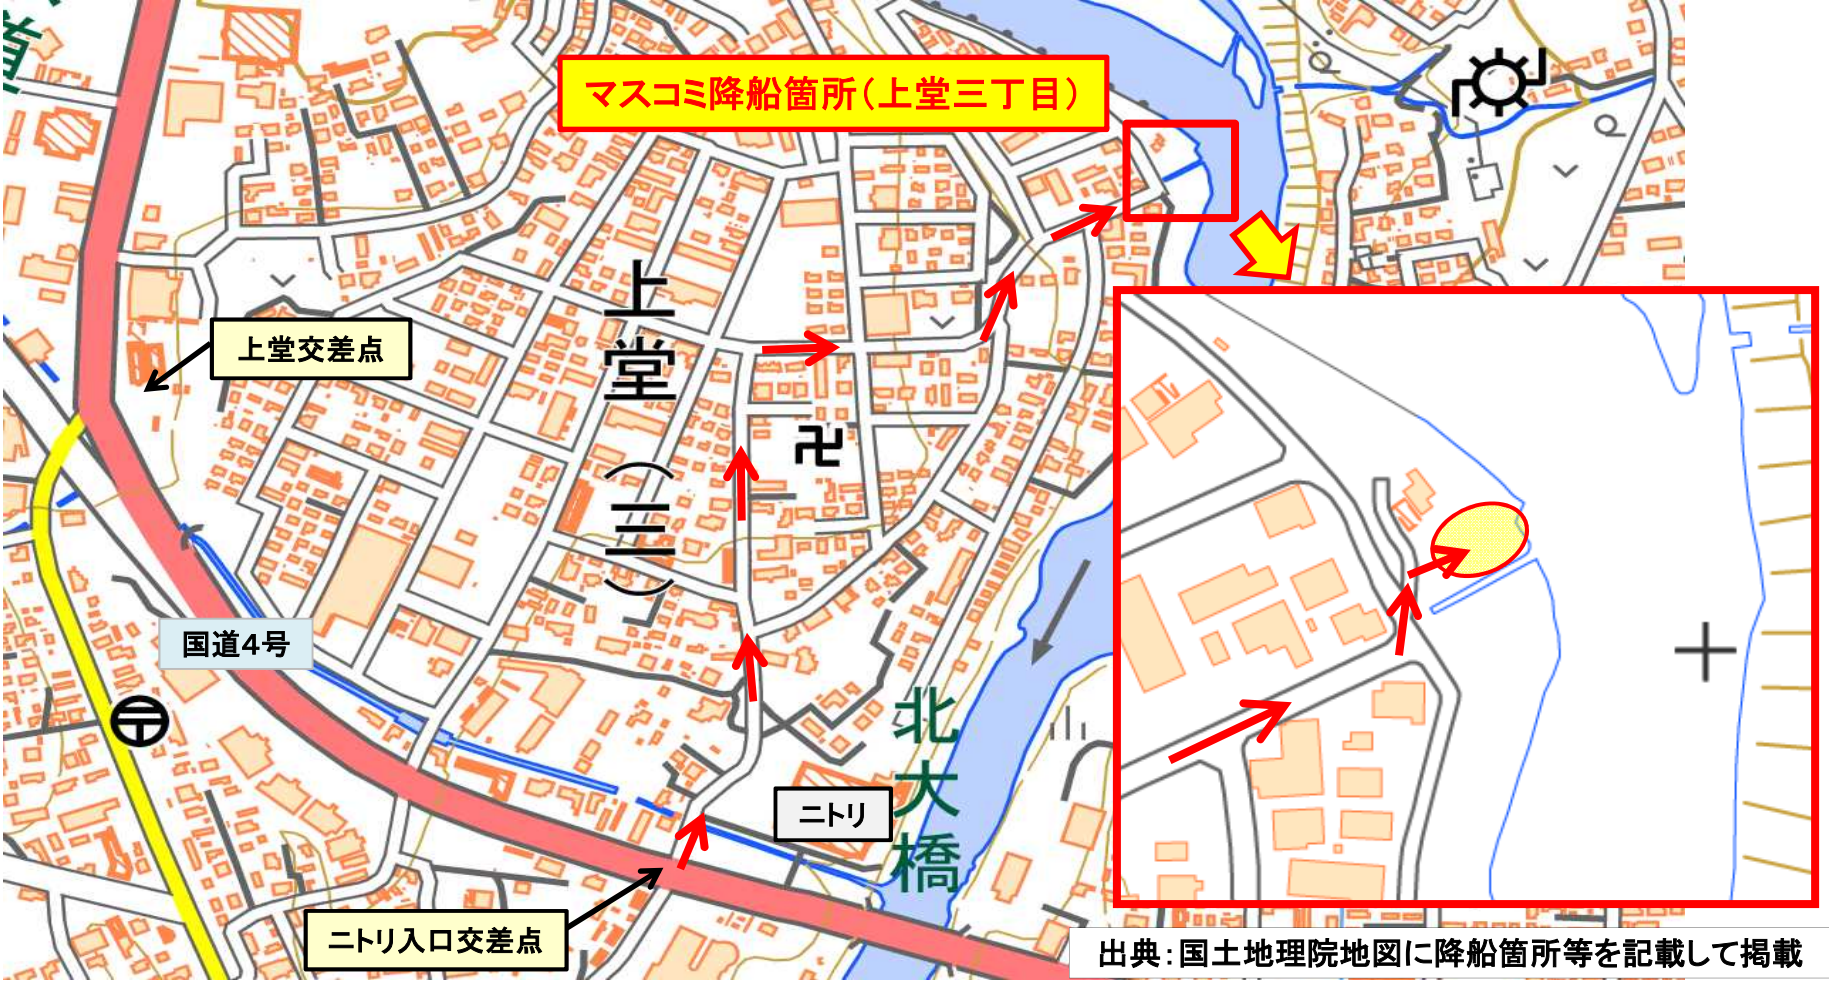 道
マスコミ降船箇所(上堂三丁目)
上堂交差点
上堂(三)
国道4号
北大橋
ニトリ
ニトリ入口交差点
出典:国土地理院地図に降船箇所等を記載して掲載